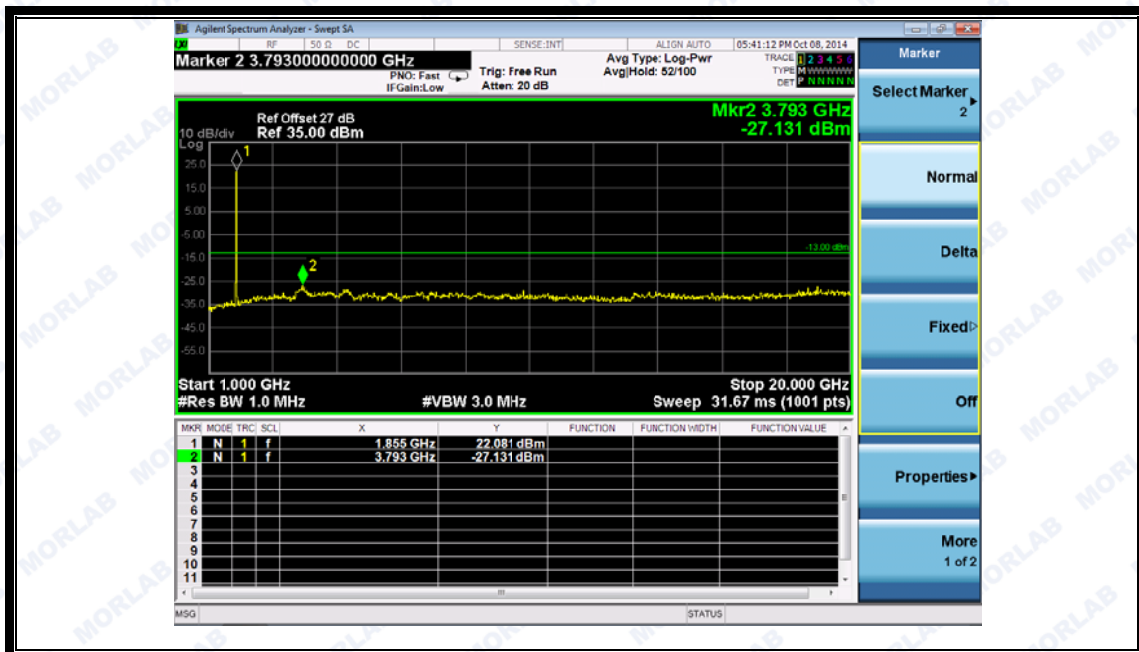 Agilent Spectrum Analyzer - Swept SA
RF 50 Ω DC SENSE:INT ALIGN AUTO 05:41:12 PM Oct 08, 2014
Marker 2 3.793000000000 GHz
PNO: Fast
IFGain:Low
Trig: Free Run
Atten: 20 dB
Avg Type: Log-Pwr
Avg|Hold: 52/100
TRACE 1 2 3 4 5 6
TYPE M WWWWW
DET P N N N N N
Ref Offset 27 dB
10 dB/div Ref 35.00 dBm
Log
Mkr2 3.793 GHz
-27.131 dBm
25.0
15.0
5.00
-5.00
-15.0
-25.0
-35.0
-45.0
-55.0
1
2
-13.00 dBm
Start 1.000 GHz Stop 20.000 GHz
#Res BW 1.0 MHz #VBW 3.0 MHz Sweep 31.67 ms (1001 pts)
MKR MODE TRC SCL X Y FUNCTION FUNCTION WIDTH FUNCTION VALUE
1 N 1 f 1.855 GHz 22.081 dBm
2 N 1 f 3.793 GHz -27.131 dBm
3
4
5
6
7
8
9
10
11
MSG STATUS
Marker
Select Marker
2
Normal
Delta
Fixed
Off
Properties
More
1 of 2
MORLAB